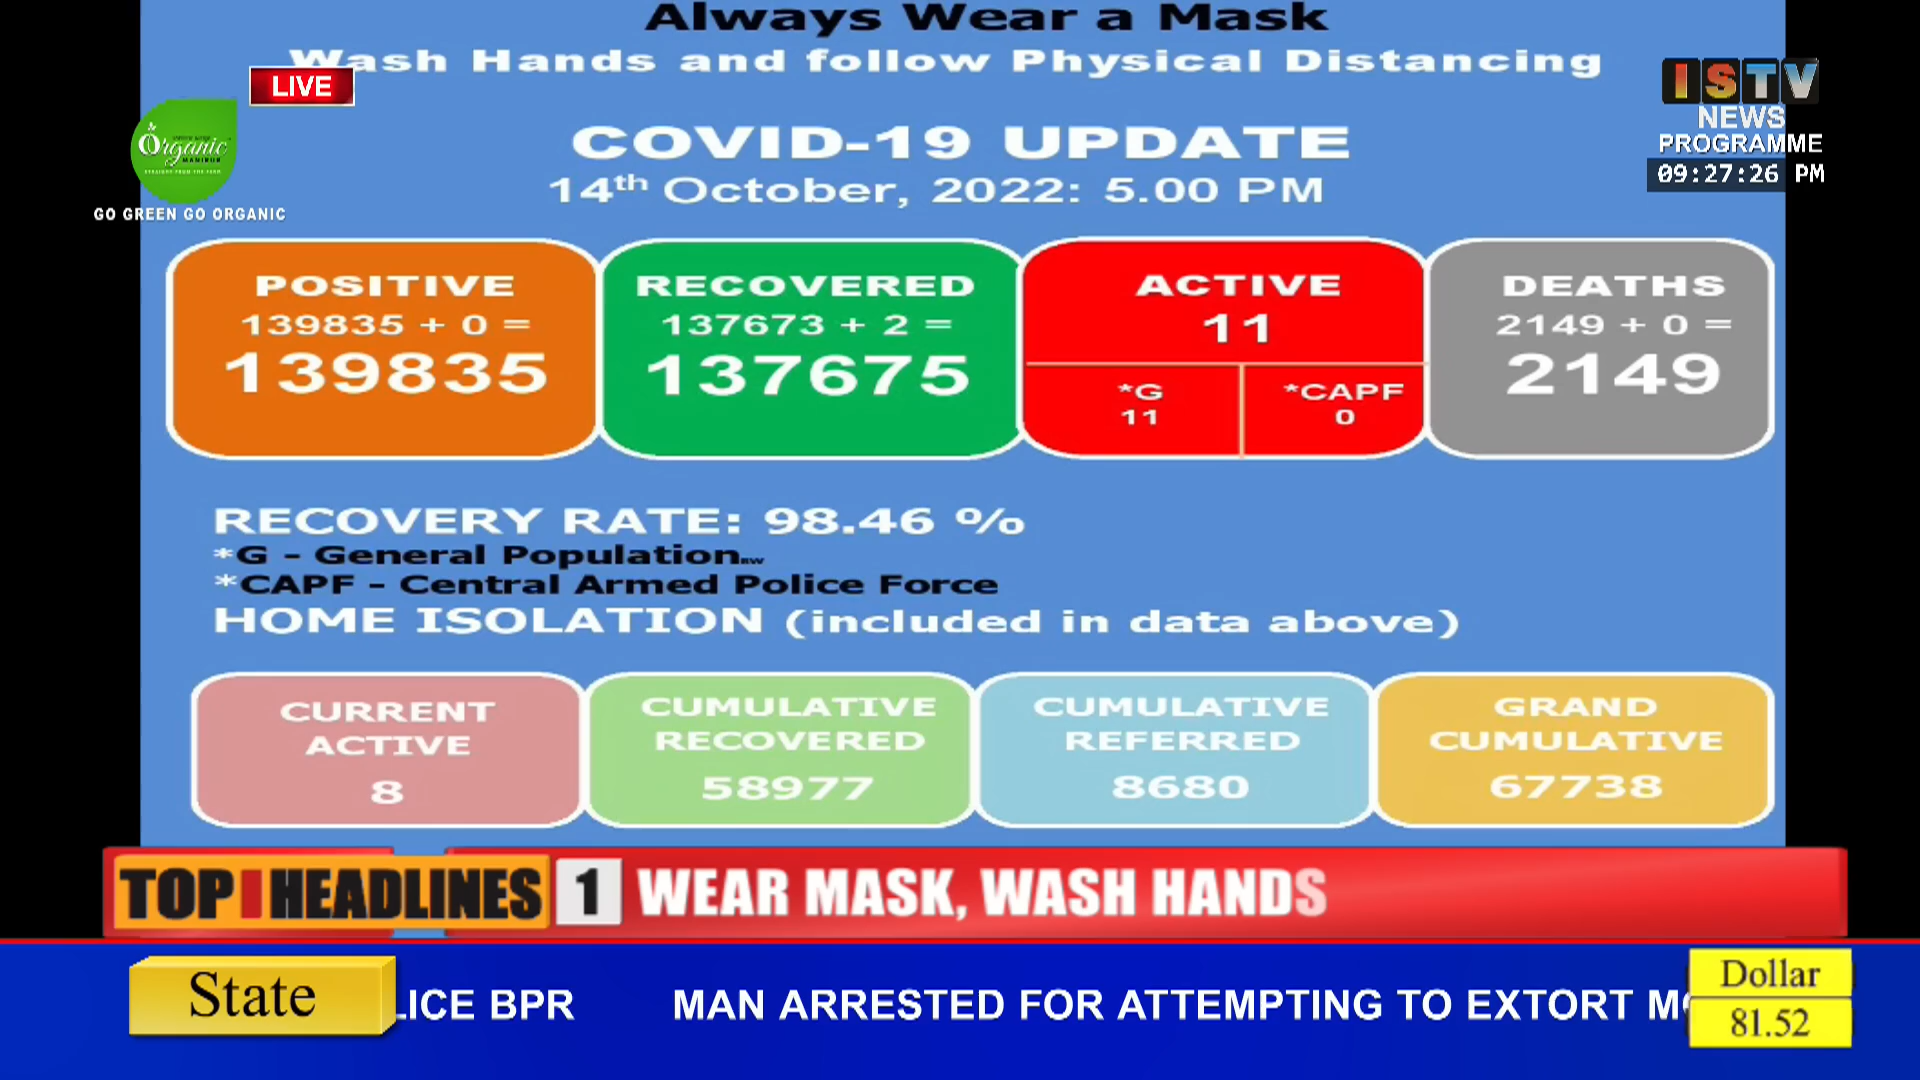 Always Wear a Mask
Wash Hands and follow Physical Distancing
LIVE
ISTV
NEWS
PROGRAMME
09:27:26 PM
Organic
MANIPUR
GO GREEN GO ORGANIC
COVID-19 UPDATE
14th October, 2022: 5.00 PM
POSITIVE
139835 + 0 =
139835
RECOVERED
137673 + 2 =
137675
ACTIVE
11
*G
11
*CAPF
0
DEATHS
2149 + 0 =
2149
RECOVERY RATE: 98.46 %
*G – General Population
*CAPF – Central Armed Police Force
HOME ISOLATION (included in data above)
CURRENT
ACTIVE
8
CUMULATIVE
RECOVERED
58977
CUMULATIVE
REFERRED
8680
GRAND
CUMULATIVE
67738
TOP HEADLINES 1 WEAR MASK, WASH HANDS
State
LICE BPR MAN ARRESTED FOR ATTEMPTING TO EXTORT M
Dollar
81.52